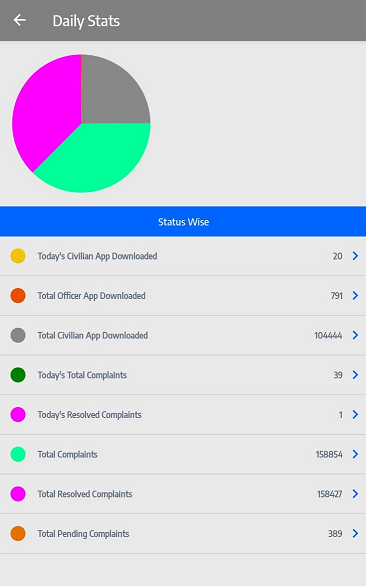 Daily Stats
Status Wise
Today's Civilian App Downloaded 20
Total Officer App Downloaded 791
Total Civilian App Downloaded 104444
Today's Total Complaints 39
Today's Resolved Complaints 1
Total Complaints 158854
Total Resolved Complaints 158427
Total Pending Complaints 389